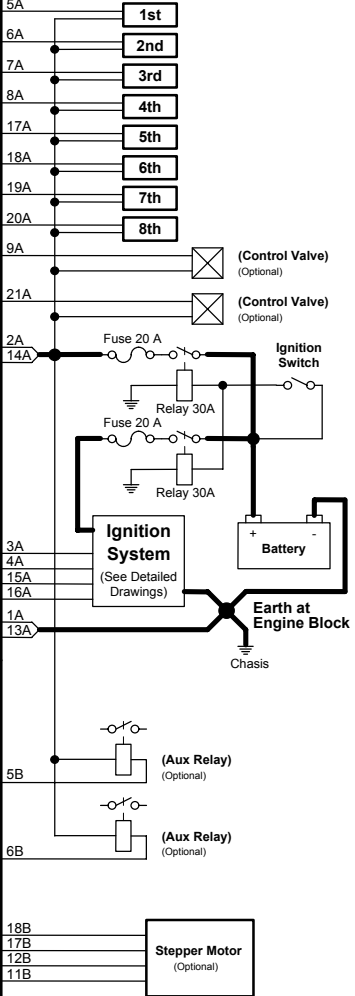 5A
1st
6A
2nd
7A
3rd
8A
4th
17A
5th
18A
6th
19A
7th
20A
8th
9A
(Control Valve)
(Optional)
21A
(Control Valve)
(Optional)
2A
14A
Fuse 20 A
Ignition
Switch
Relay 30A
Fuse 20 A
Relay 30A
Ignition
System
(See Detailed
Drawings)
+ -
Battery
3A
4A
15A
16A
1A
13A
Earth at
Engine Block
Chasis
(Aux Relay)
(Optional)
5B
(Aux Relay)
(Optional)
6B
18B
17B
12B
11B
Stepper Motor
(Optional)